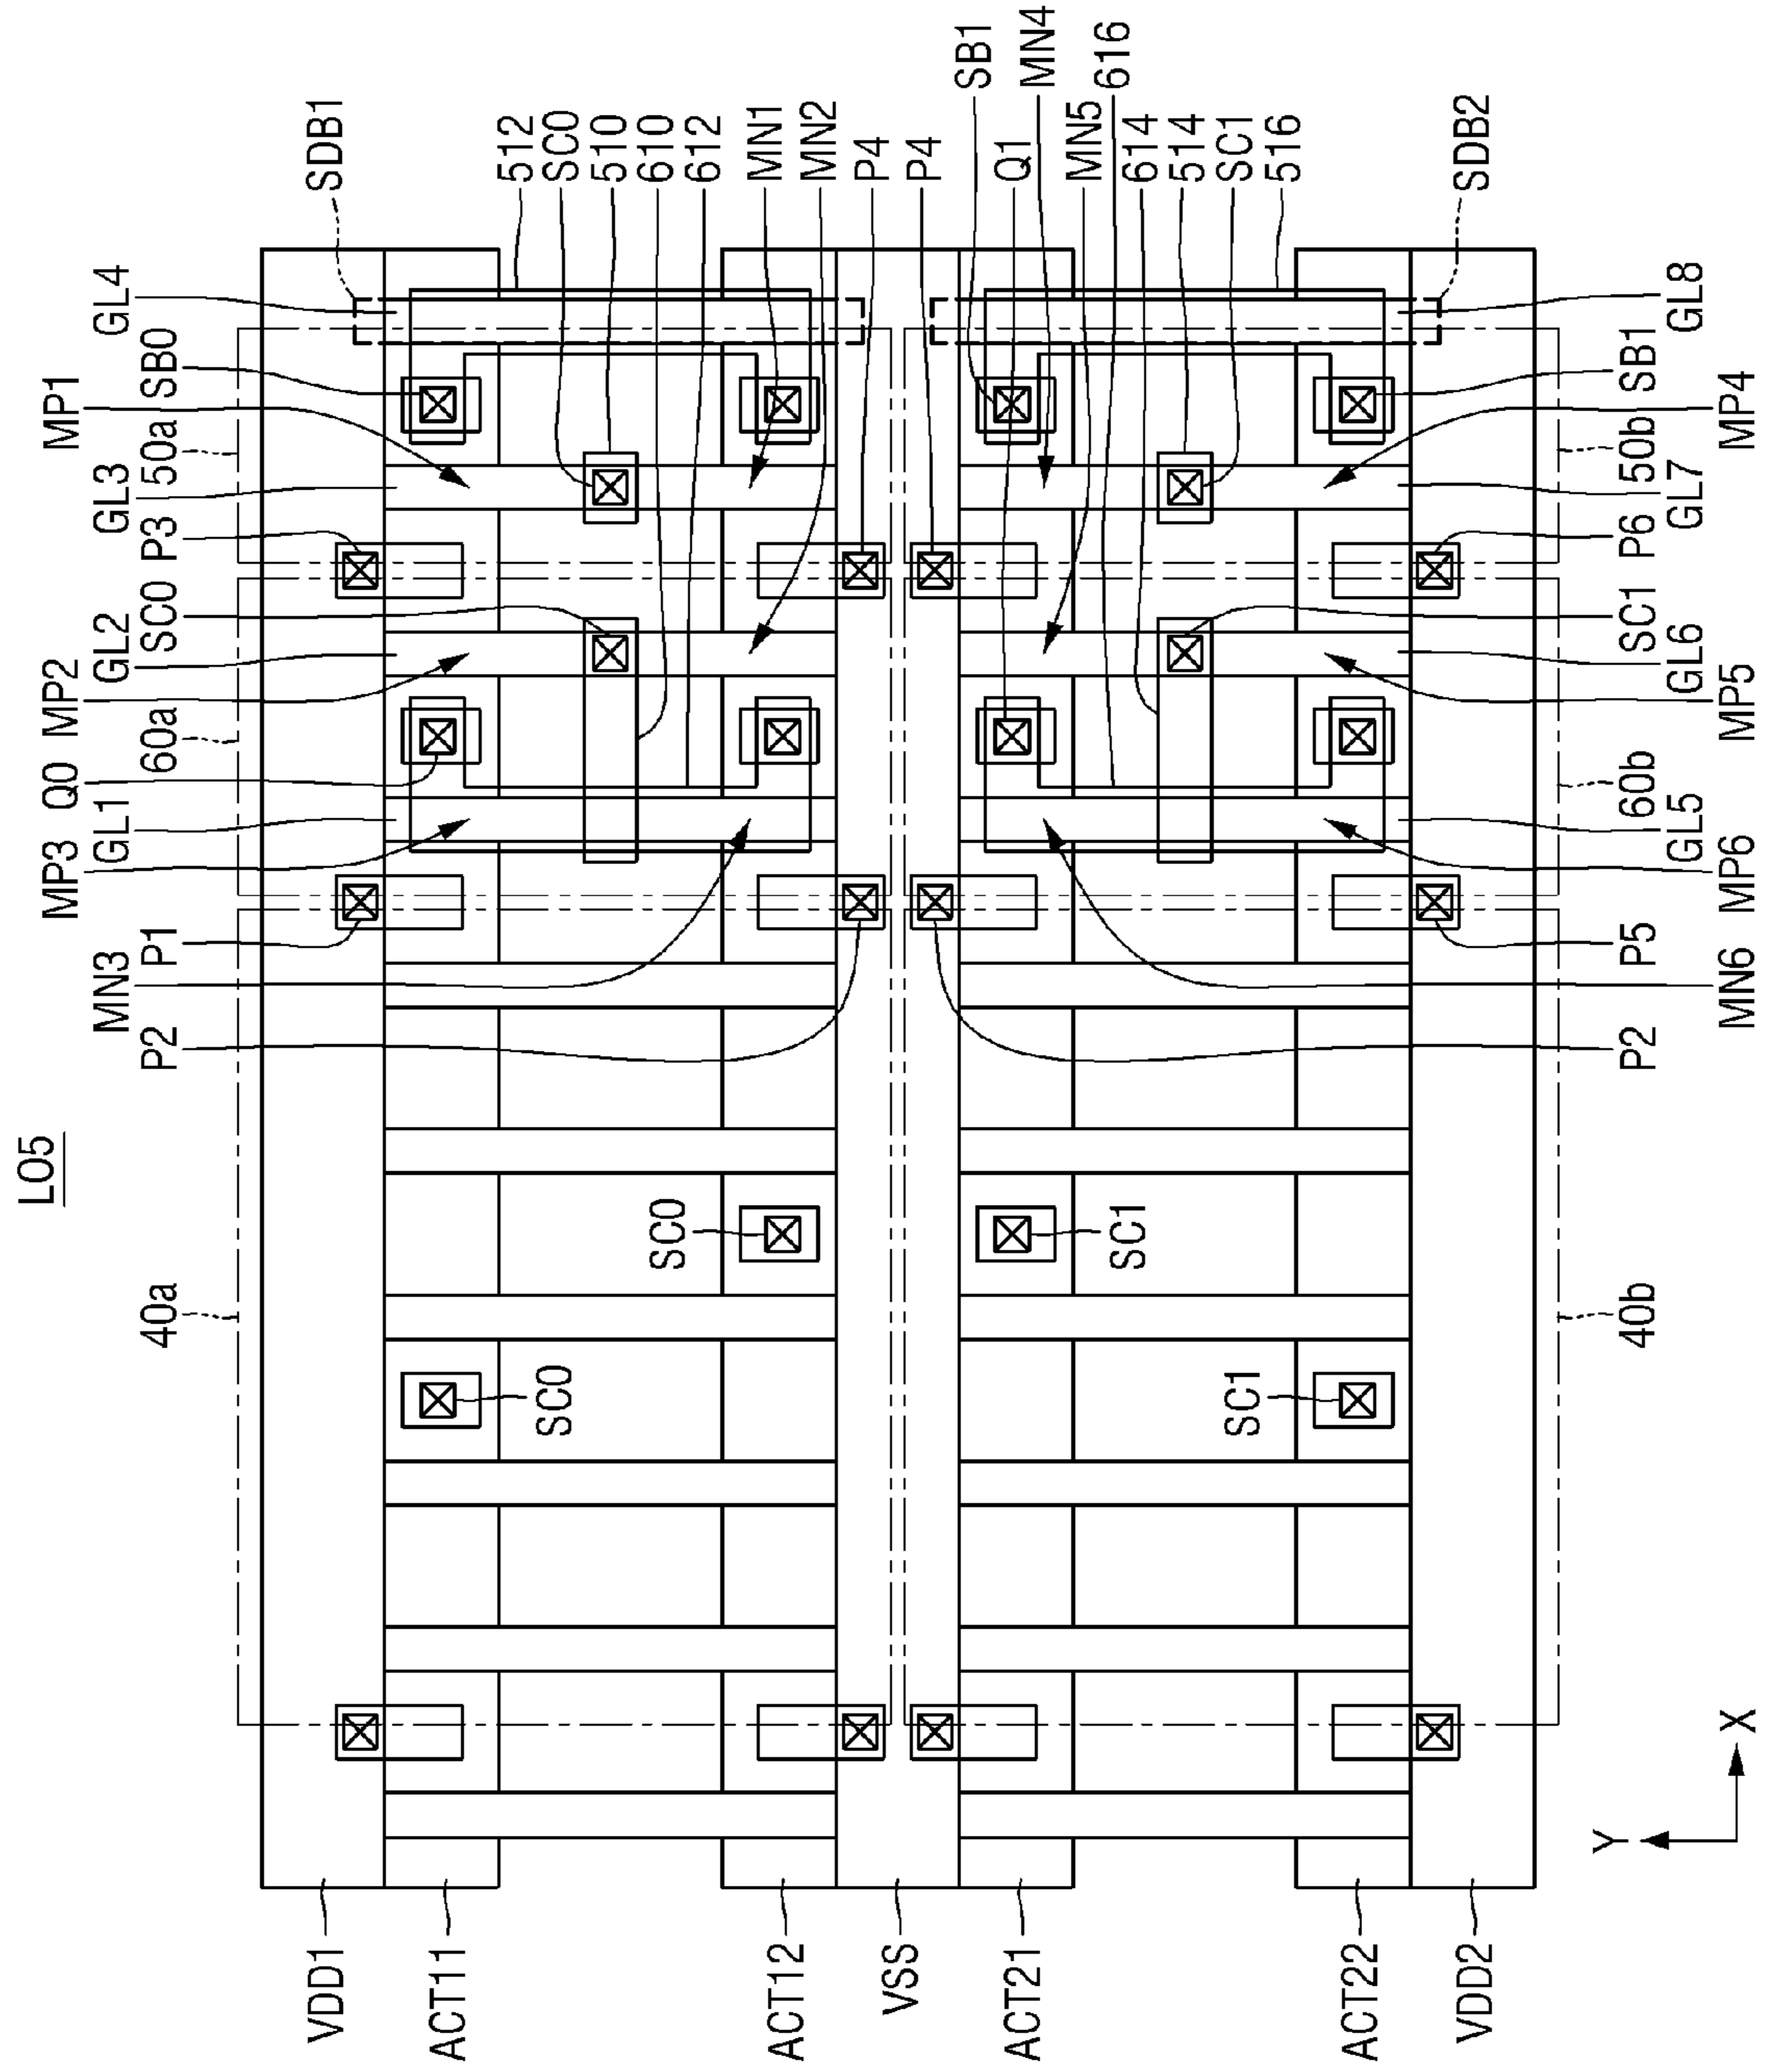 LO5
MP3
Q0
MP2
MP1
MN3
GL1
GL2
GL3
GL4
P2
P1
60a
SC0
P3
50a
SB0
40a
SDB1
512
SC0
510
610
612
MN1
MN2
P4
P4
SB1
Q1
MN4
MN5
616
614
514
SC1
516
SDB2
SC0
SC0
SC1
SC1
VDD1
ACT11
ACT12
VSS
ACT21
ACT22
VDD2
40b
P2
P5
60b
SC1
P6
50b
SB1
GL5
GL6
GL7
GL8
MN6
MP6
MP5
MP4
Y
X